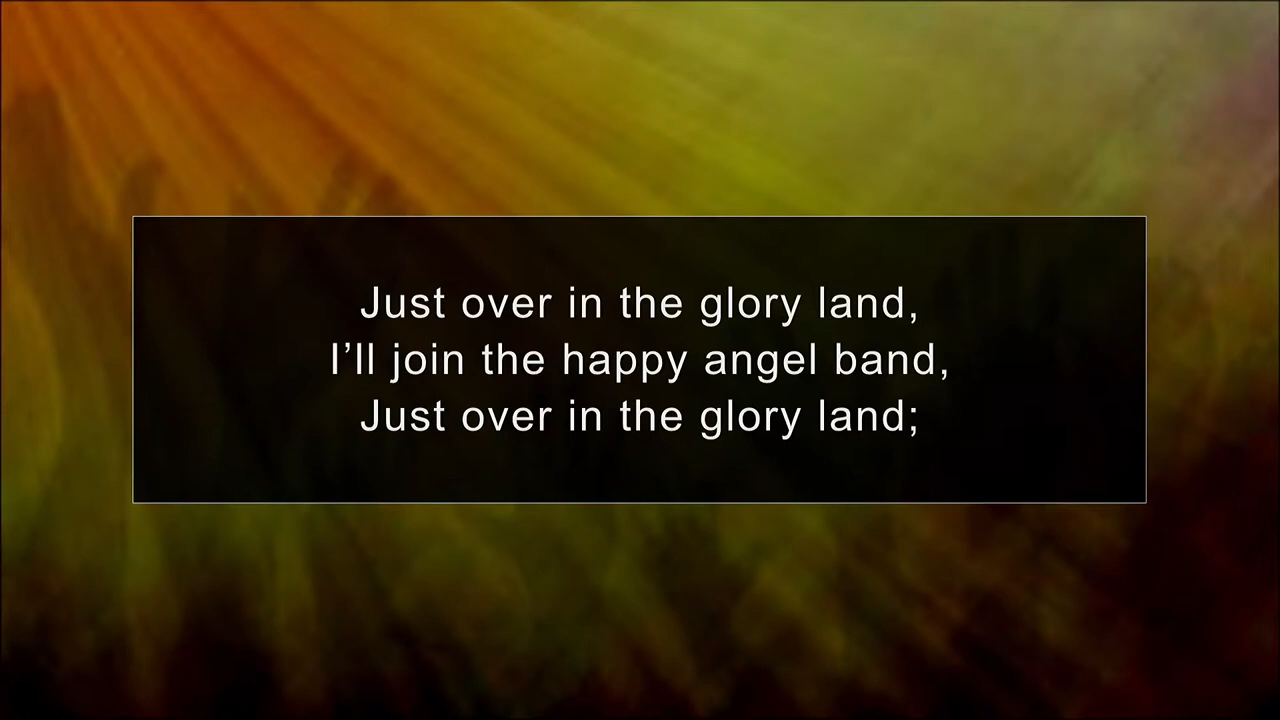 Just over in the glory land,
I’ll join the happy angel band,
Just over in the glory land;